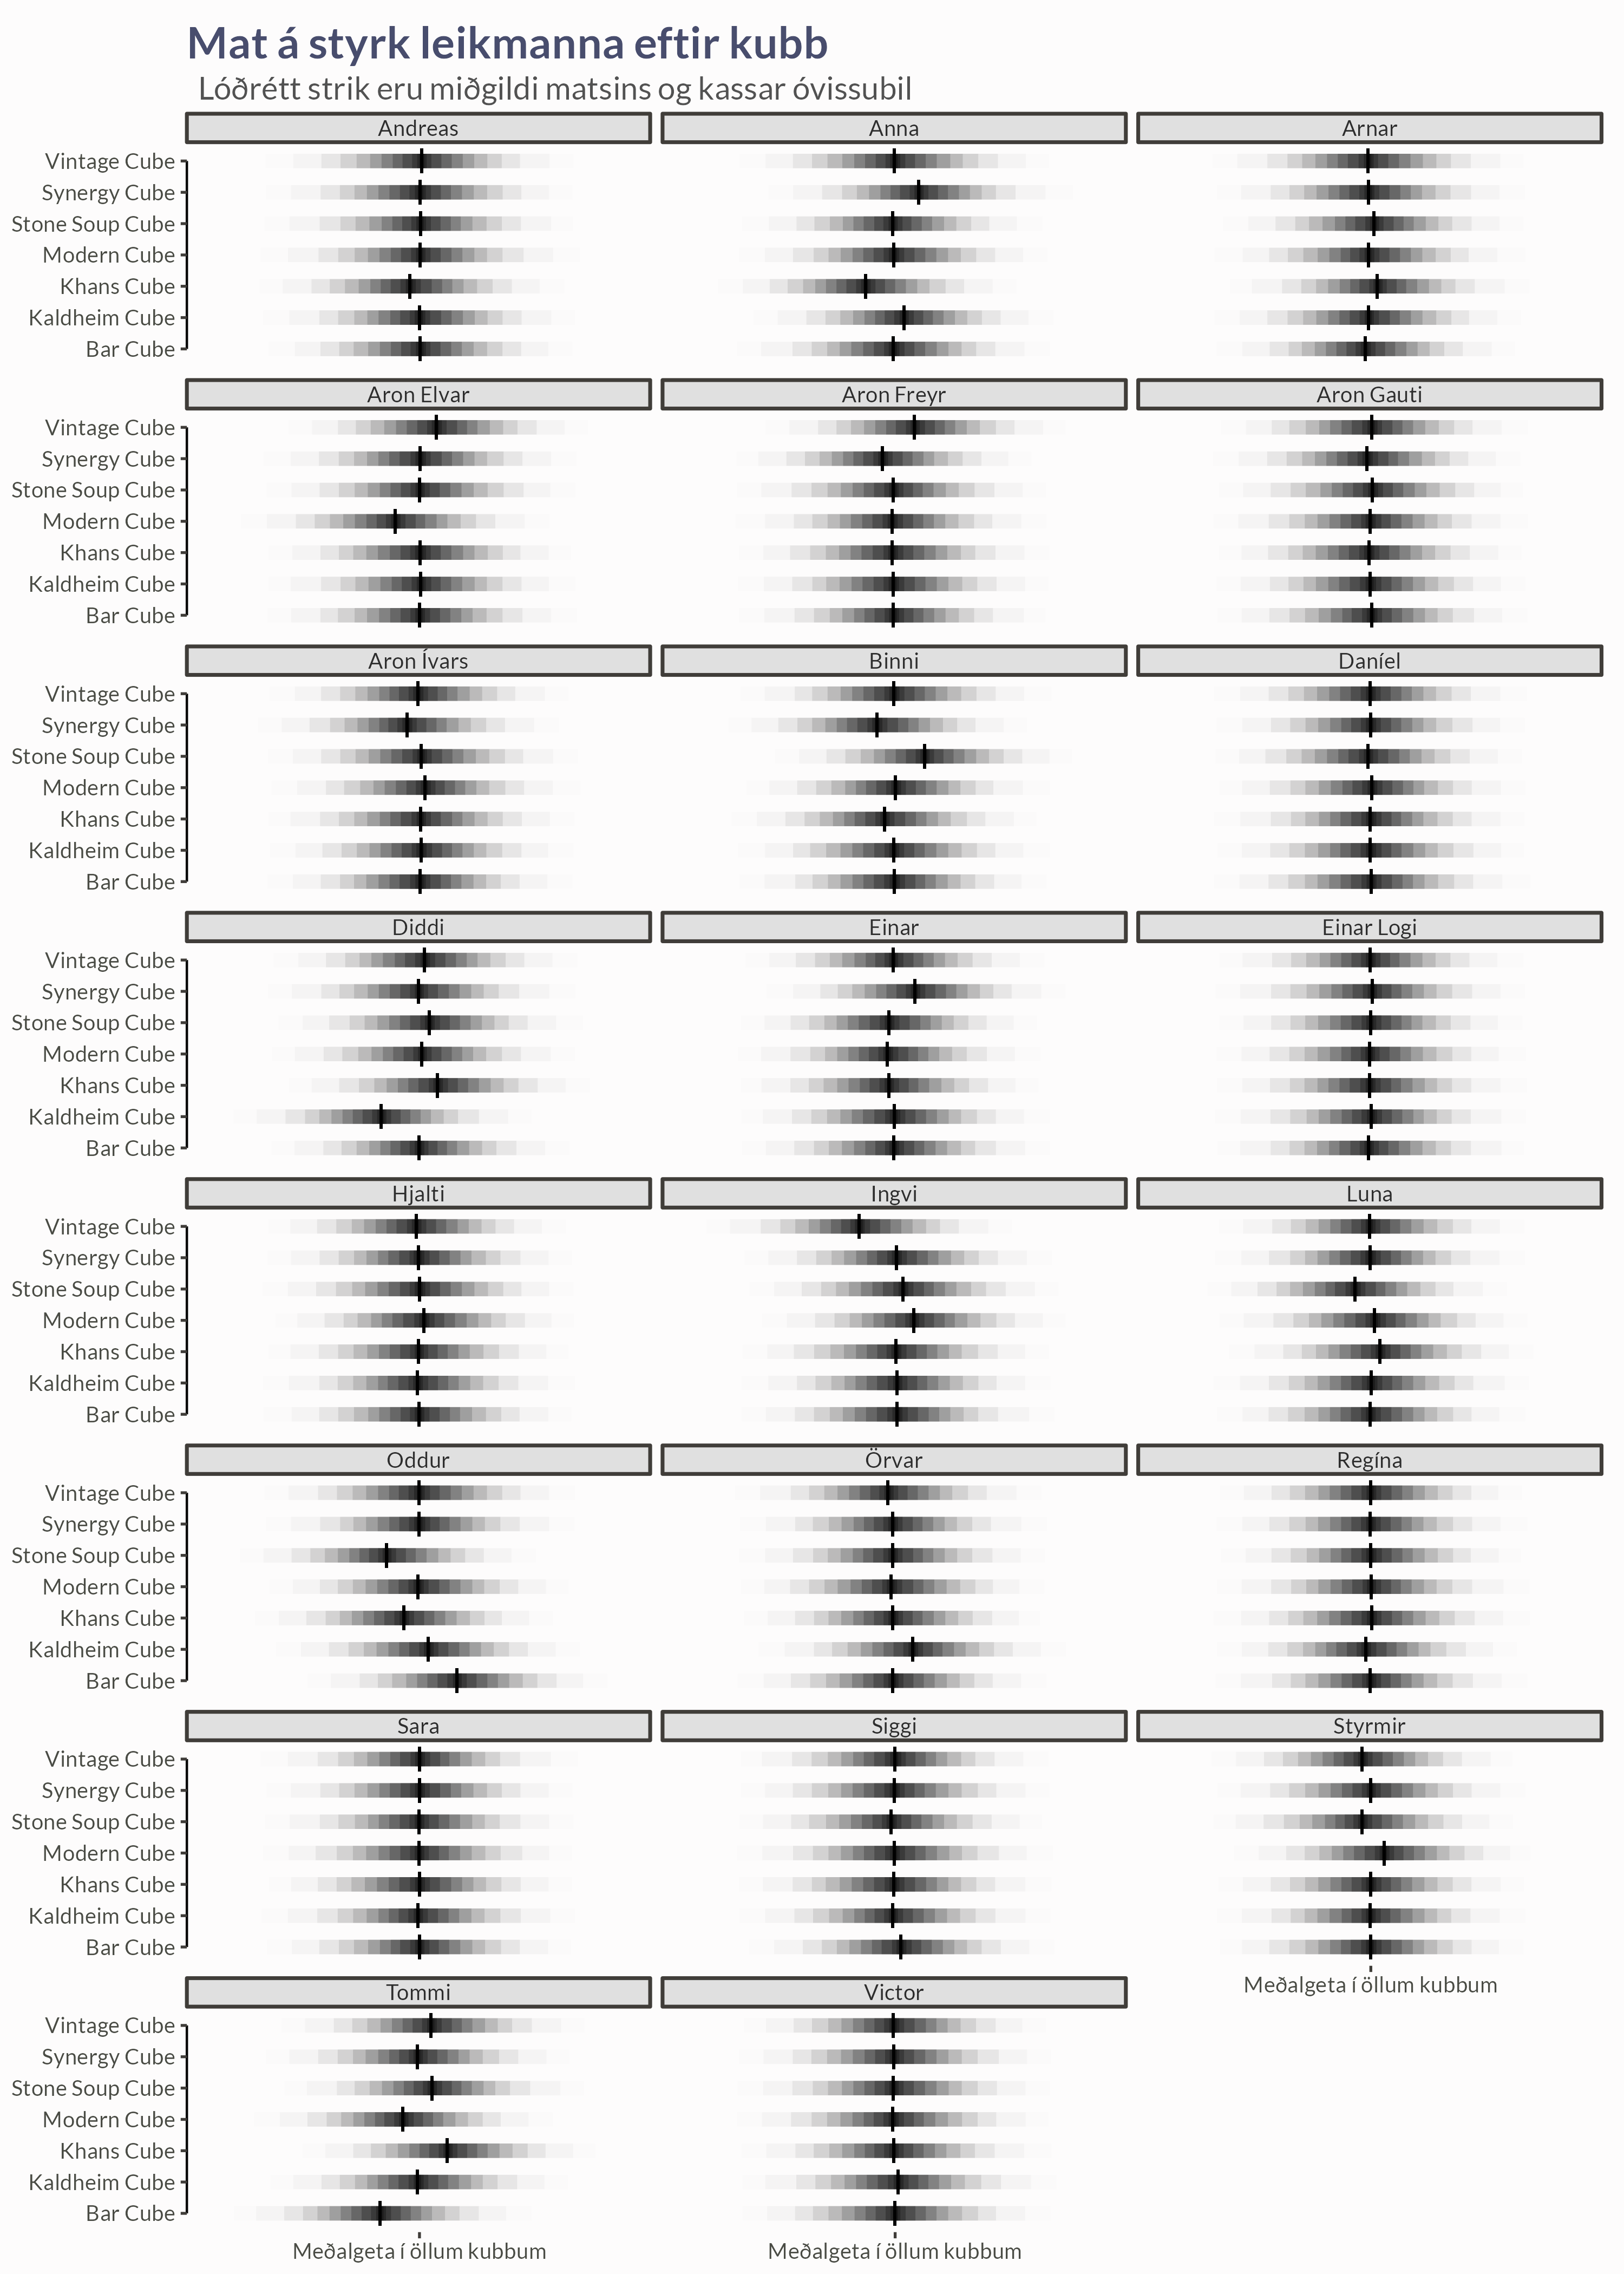 Mat á styrk leikmanna eftir kubb
Lóðrétt strik eru miðgildi matsins og kassar óvissubil
Andreas Anna Arnar
Vintage Cube
Synergy Cube
Stone Soup Cube
Modern Cube
Khans Cube
Kaldheim Cube
Bar Cube
Aron Elvar Aron Freyr Aron Gauti
Vintage Cube
Synergy Cube
Stone Soup Cube
Modern Cube
Khans Cube
Kaldheim Cube
Bar Cube
Aron Ívars Binni Daníel
Vintage Cube
Synergy Cube
Stone Soup Cube
Modern Cube
Khans Cube
Kaldheim Cube
Bar Cube
Diddi Einar Einar Logi
Vintage Cube
Synergy Cube
Stone Soup Cube
Modern Cube
Khans Cube
Kaldheim Cube
Bar Cube
Hjalti Ingvi Luna
Vintage Cube
Synergy Cube
Stone Soup Cube
Modern Cube
Khans Cube
Kaldheim Cube
Bar Cube
Oddur Örvar Regína
Vintage Cube
Synergy Cube
Stone Soup Cube
Modern Cube
Khans Cube
Kaldheim Cube
Bar Cube
Sara Siggi Styrmir
Vintage Cube
Synergy Cube
Stone Soup Cube
Modern Cube
Khans Cube
Kaldheim Cube
Bar Cube
Meðalgeta í öllum kubbum
Tommi Victor
Vintage Cube
Synergy Cube
Stone Soup Cube
Modern Cube
Khans Cube
Kaldheim Cube
Bar Cube
Meðalgeta í öllum kubbum Meðalgeta í öllum kubbum